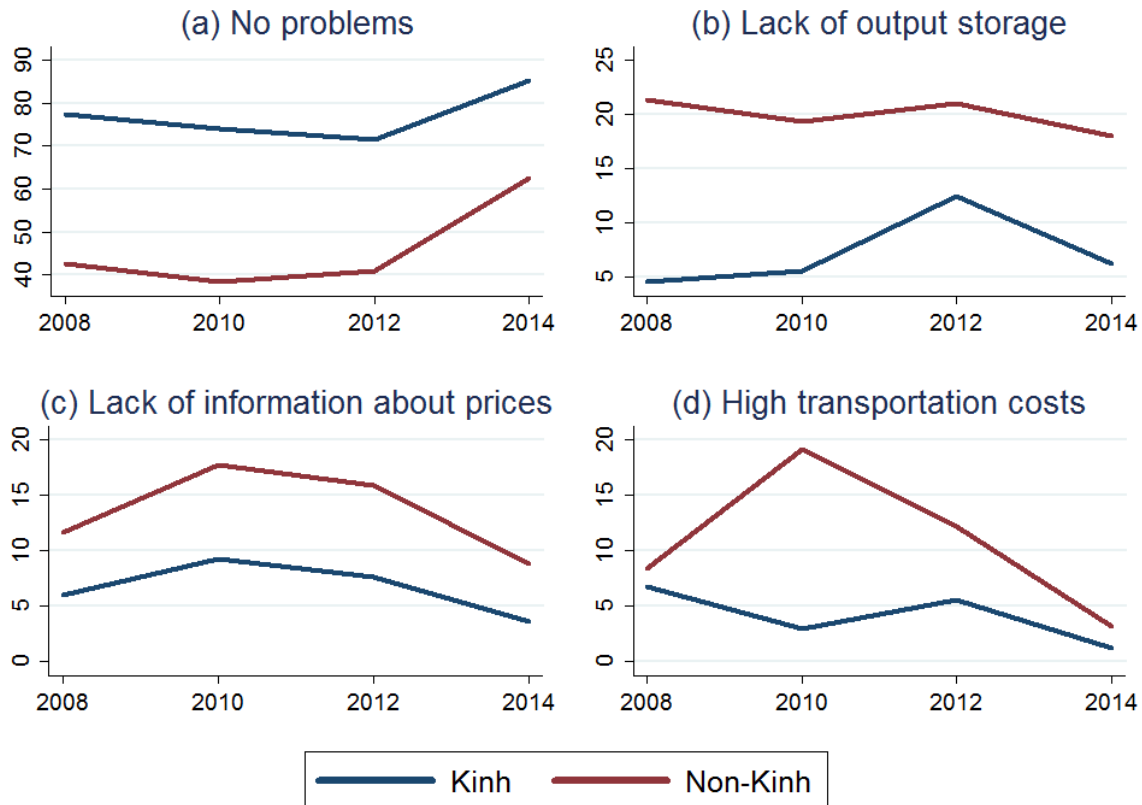 (a) No problems
90
80
70
60
50
40
2008 2010 2012 2014
(b) Lack of output storage
25
20
15
10
5
2008 2010 2012 2014
(c) Lack of information about prices
20
15
10
5
0
2008 2010 2012 2014
(d) High transportation costs
20
15
10
5
0
2008 2010 2012 2014
Kinh Non-Kinh